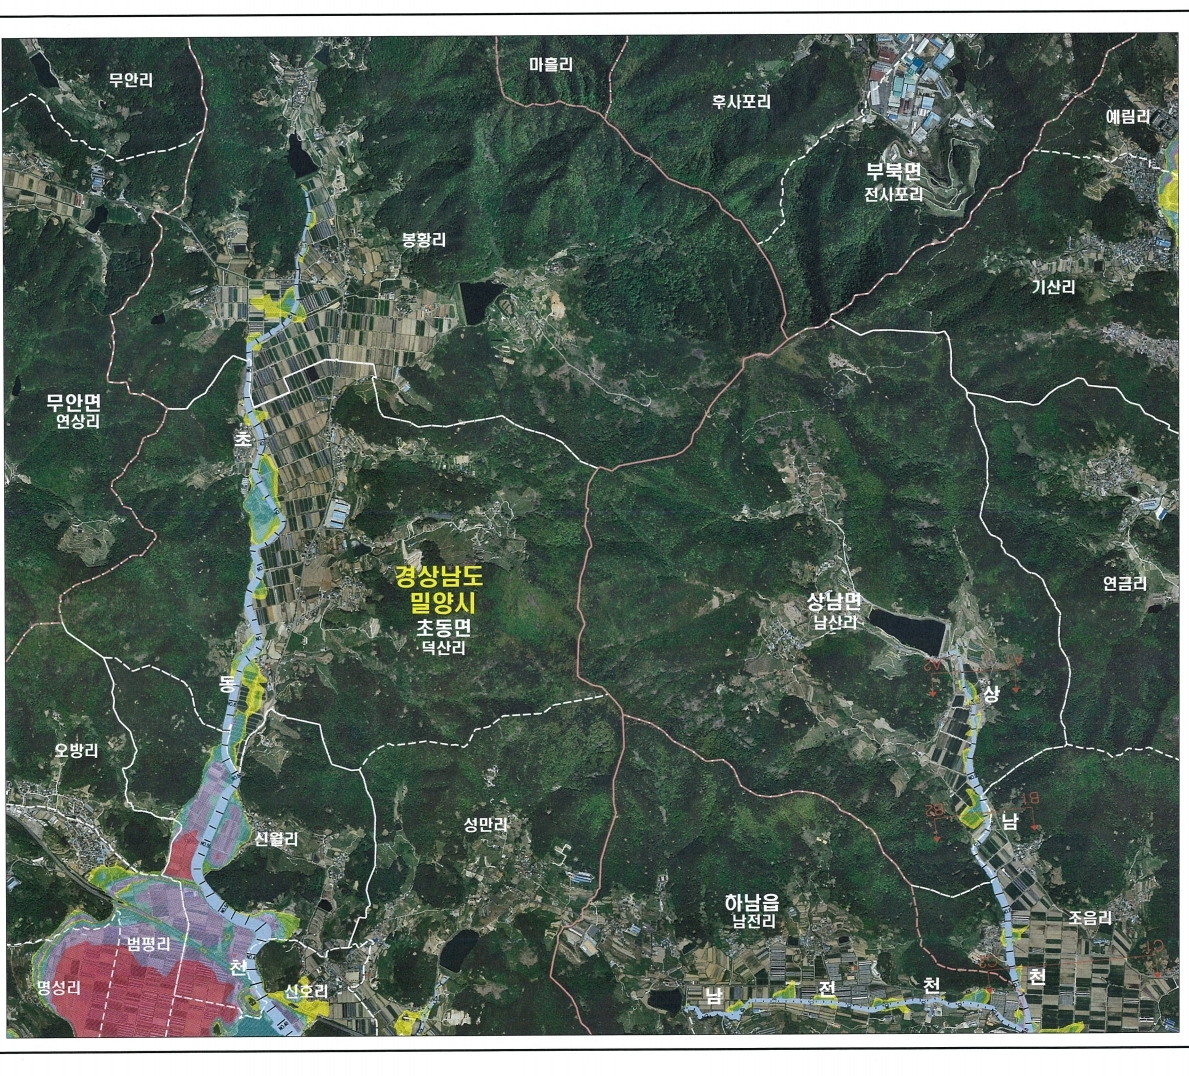 무안리
마흘리
후사포리
예림리
부북면
전사포리
봉황리
기산리
무안면
연상리
초
경상남도
밀양시
초동면
덕산리
상남면
남산리
연금리
동
상
오방리
신월리
성만리
남
하남읍
남전리
조음리
범평리
천
명성리
신호리
남
전
천
천